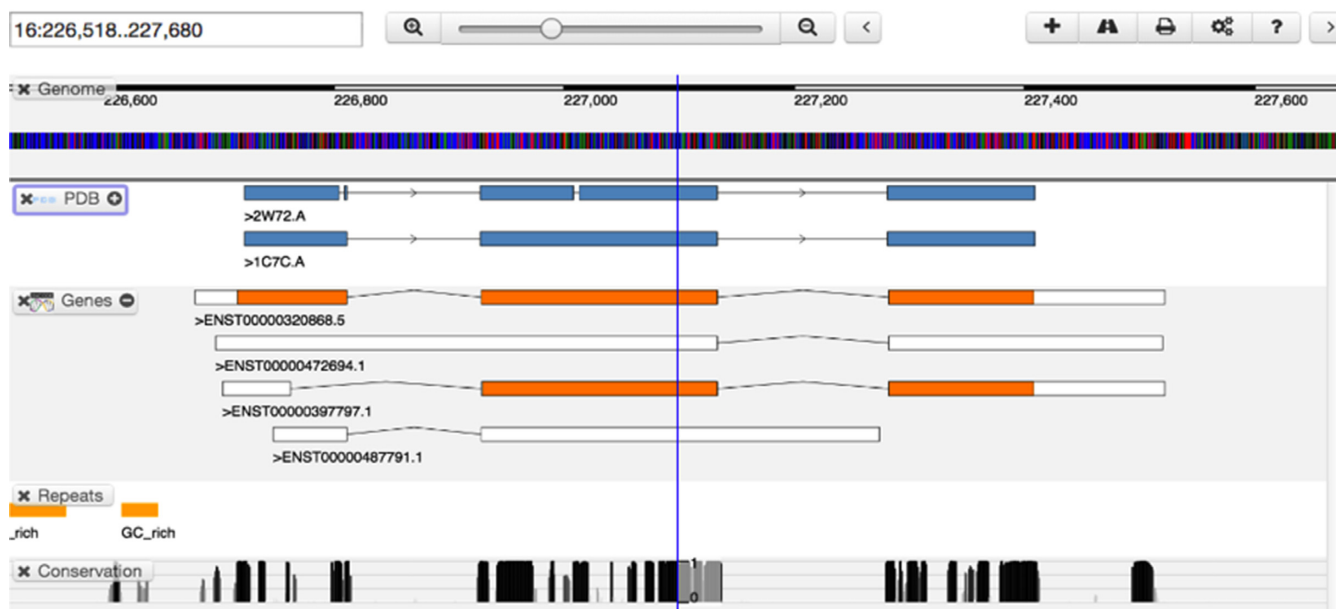 16:226,518..227,680
?
Genome
226,600 226,800 227,000 227,200 227,400 227,600
PDB
>2W72.A
>1C7C.A
Genes
>ENST00000320868.5
>ENST00000472694.1
>ENST00000397797.1
>ENST00000487791.1
Repeats
_rich GC_rich
Conservation
1
0